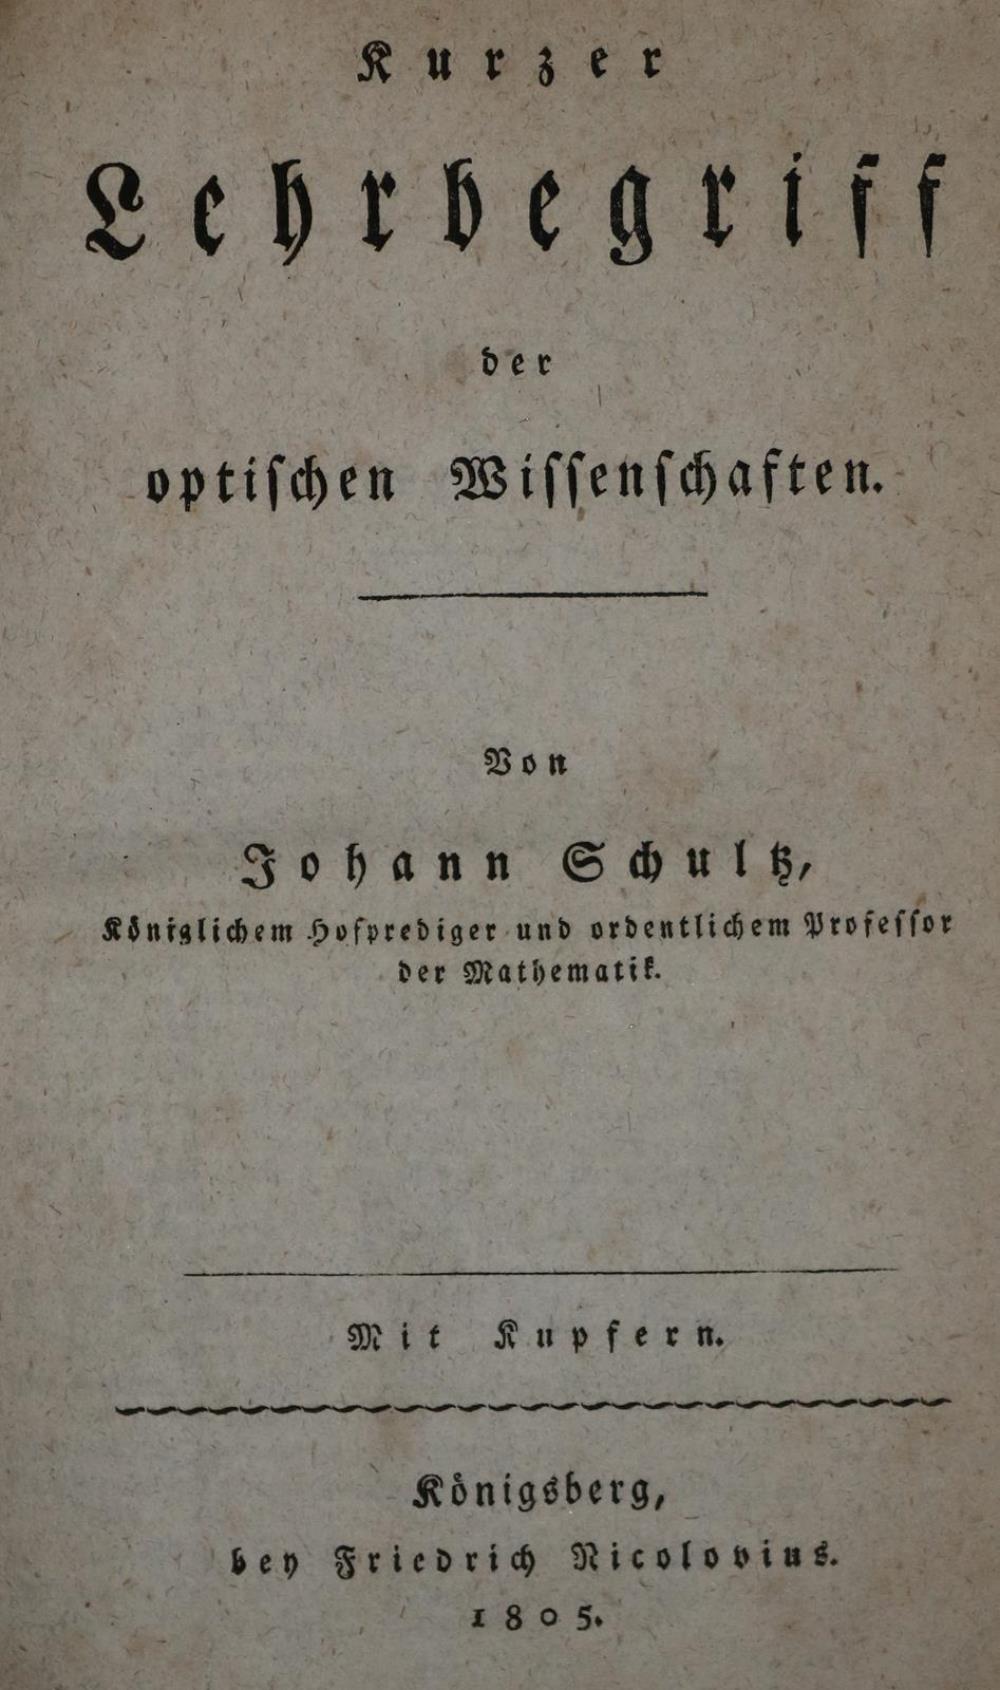 Kurzer
Lehrbegriff
der
optiſchen Wiſſenſchaften.
Von
Johann Schultz,
Königlichem Hofprediger und ordentlichem Profeſſor
der Mathematik.
Mit Kupfern.
Königsberg,
bey Friedrich Nicolovius.
1805.